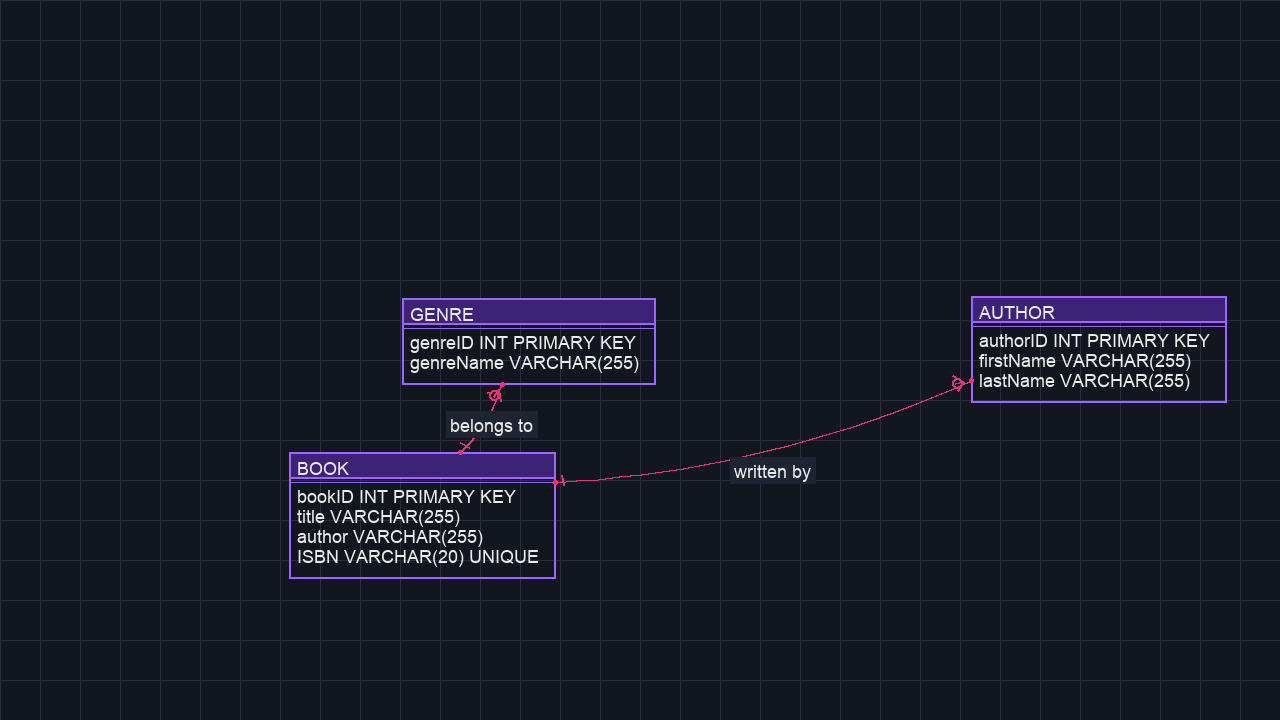 GENRE
genreID INT PRIMARY KEY
genreName VARCHAR(255)
AUTHOR
authorID INT PRIMARY KEY
firstName VARCHAR(255)
lastName VARCHAR(255)
belongs to
written by
BOOK
bookID INT PRIMARY KEY
title VARCHAR(255)
author VARCHAR(255)
ISBN VARCHAR(20) UNIQUE